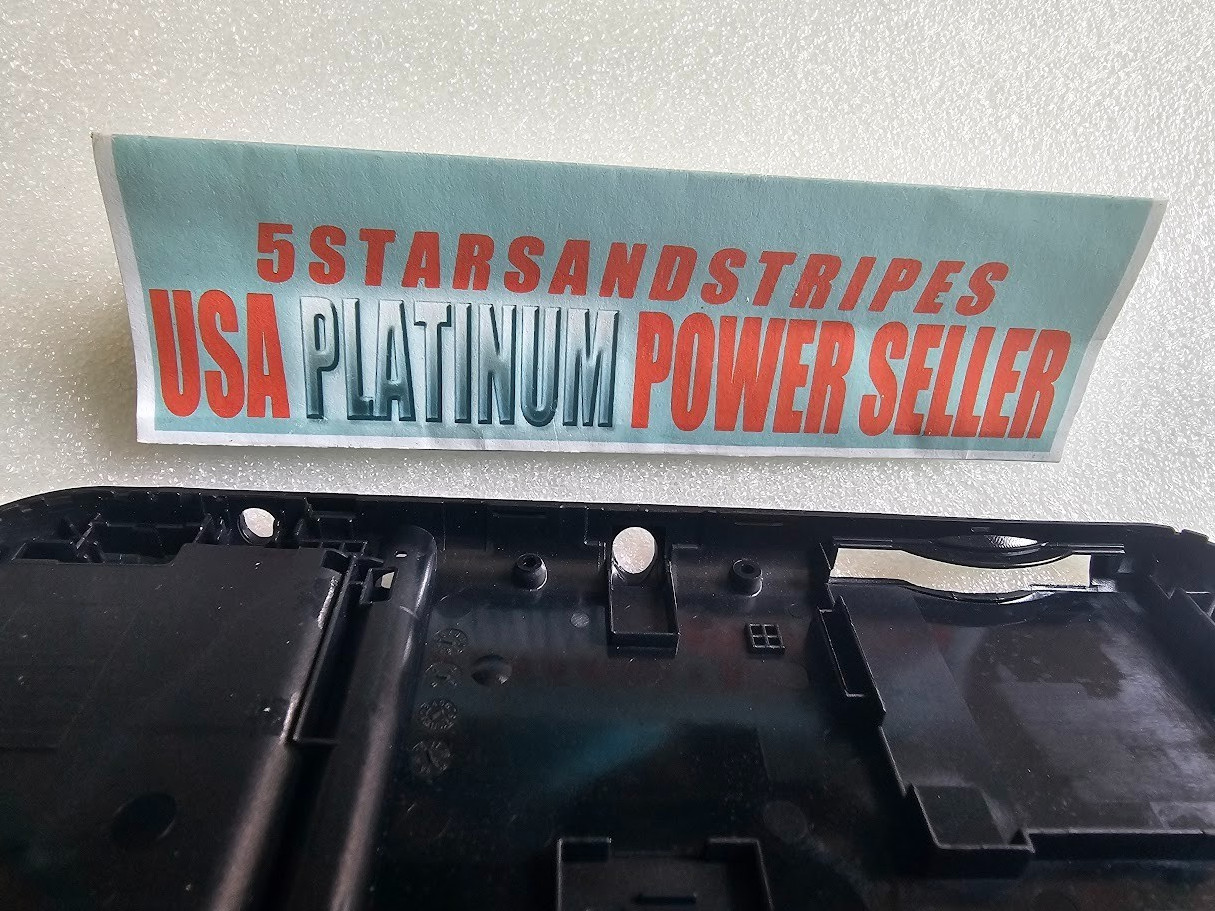 5STARSANDSTRIPES
USA PLATINUM POWER SELLER